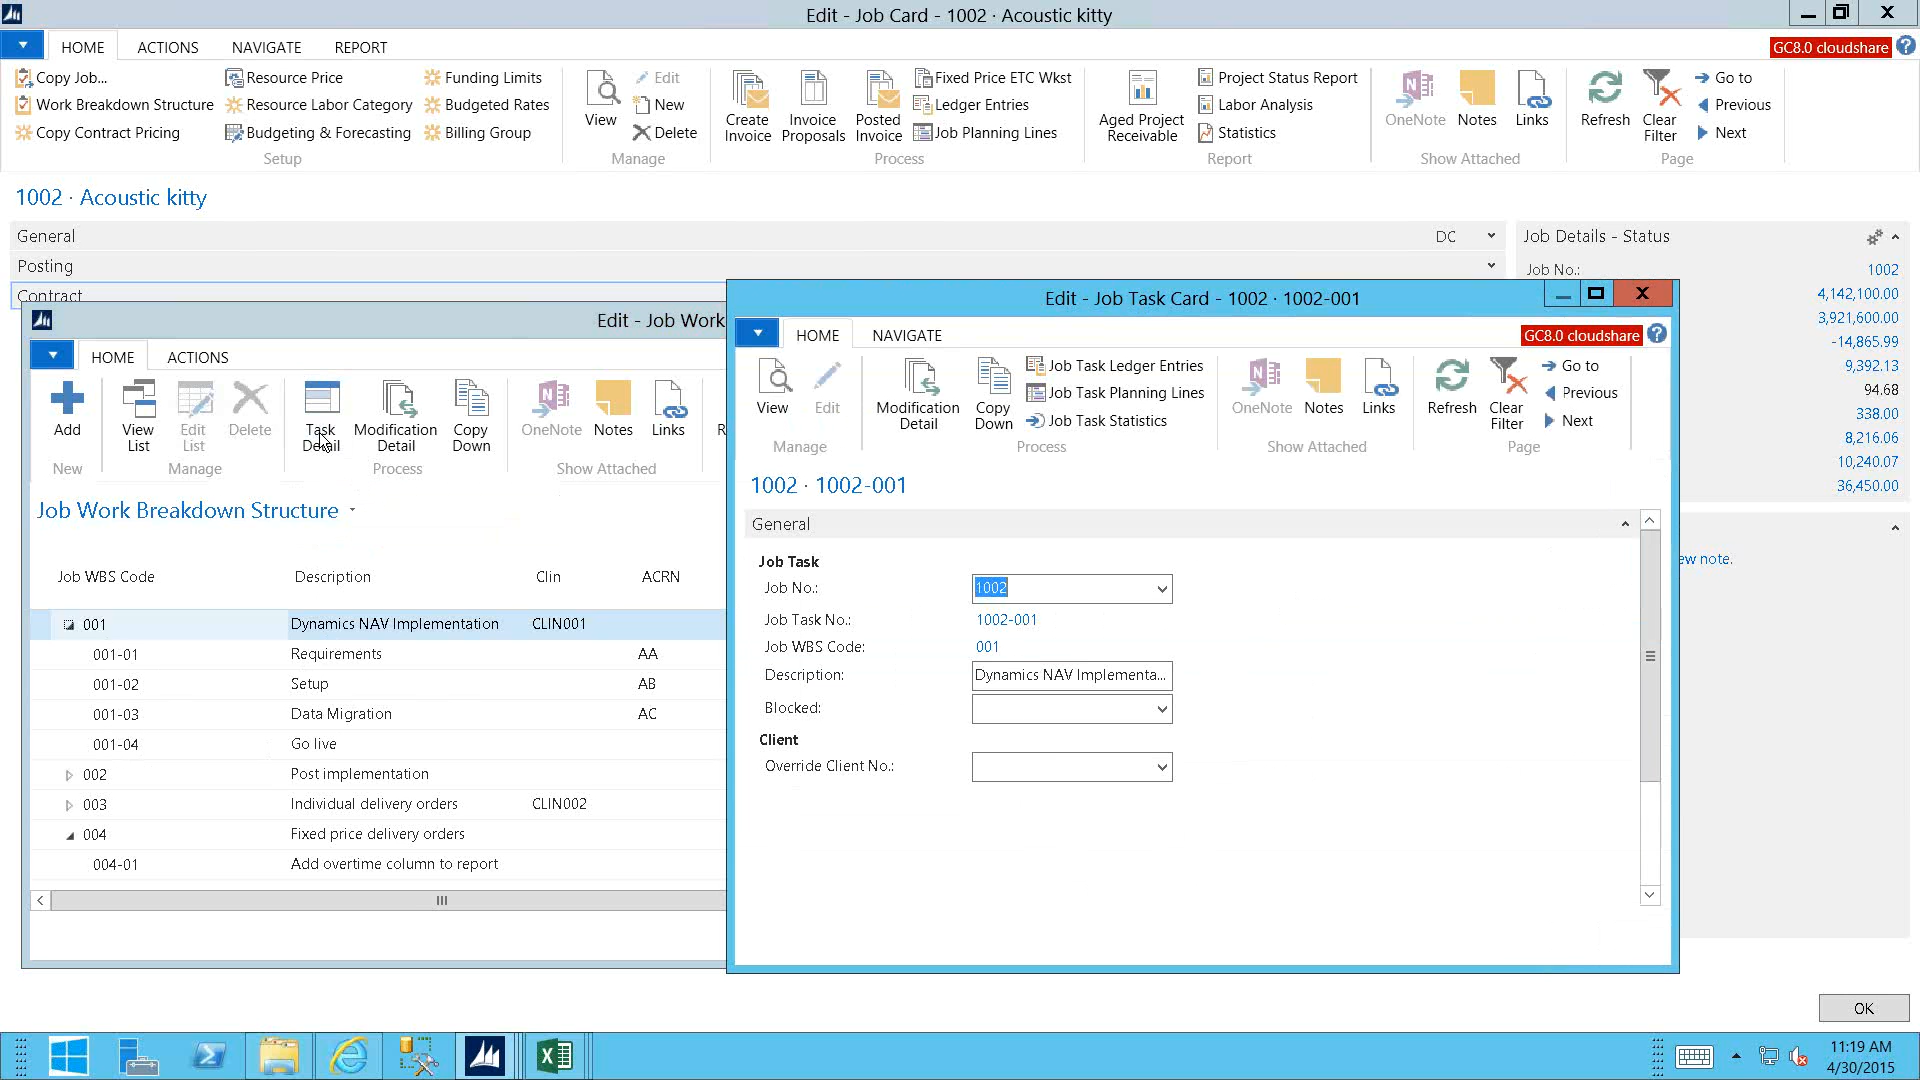 Edit - Job Card - 1002 · Acoustic kitty
HOME ACTIONS NAVIGATE REPORT
GC8.0 cloudshare
Copy Job... Resource Price Funding Limits
Work Breakdown Structure Resource Labor Category Budgeted Rates
Copy Contract Pricing Budgeting & Forecasting Billing Group
Setup
View
Edit
New
Delete
Manage
Create Invoice
Invoice Proposals
Posted Invoice
Fixed Price ETC Wkst
Ledger Entries
Job Planning Lines
Process
Aged Project Receivable
Project Status Report
Labor Analysis
Statistics
Report
OneNote Notes Links
Show Attached
Refresh
Clear Filter
Go to
Previous
Next
Page
1002 · Acoustic kitty
General DC
Posting
Contract
Job Details - Status
Job No.: 1002
4,142,100.00
3,921,600.00
-14,865.99
9,392.13
94.68
338.00
8,216.06
10,240.07
36,450.00
ew note.
Edit - Job Work
HOME ACTIONS
Add
New
View List
Edit List
Delete
Manage
Task Detail
Modification Detail
Copy Down
Process
OneNote Notes Links
Show Attached
R
Job Work Breakdown Structure
Job WBS Code Description Clin ACRN
001 Dynamics NAV Implementation CLIN001
001-01 Requirements AA
001-02 Setup AB
001-03 Data Migration AC
001-04 Go live
002 Post implementation
003 Individual delivery orders CLIN002
004 Fixed price delivery orders
004-01 Add overtime column to report
Edit - Job Task Card - 1002 · 1002-001
HOME NAVIGATE
GC8.0 cloudshare
View Edit
Manage
Modification Detail
Copy Down
Job Task Ledger Entries
Job Task Planning Lines
Job Task Statistics
Process
OneNote Notes Links
Show Attached
Refresh
Clear Filter
Go to
Previous
Next
Page
1002 · 1002-001
General
Job Task
Job No.: 1002
Job Task No.: 1002-001
Job WBS Code: 001
Description: Dynamics NAV Implementa...
Blocked:
Client
Override Client No.:
OK
11:19 AM
4/30/2015